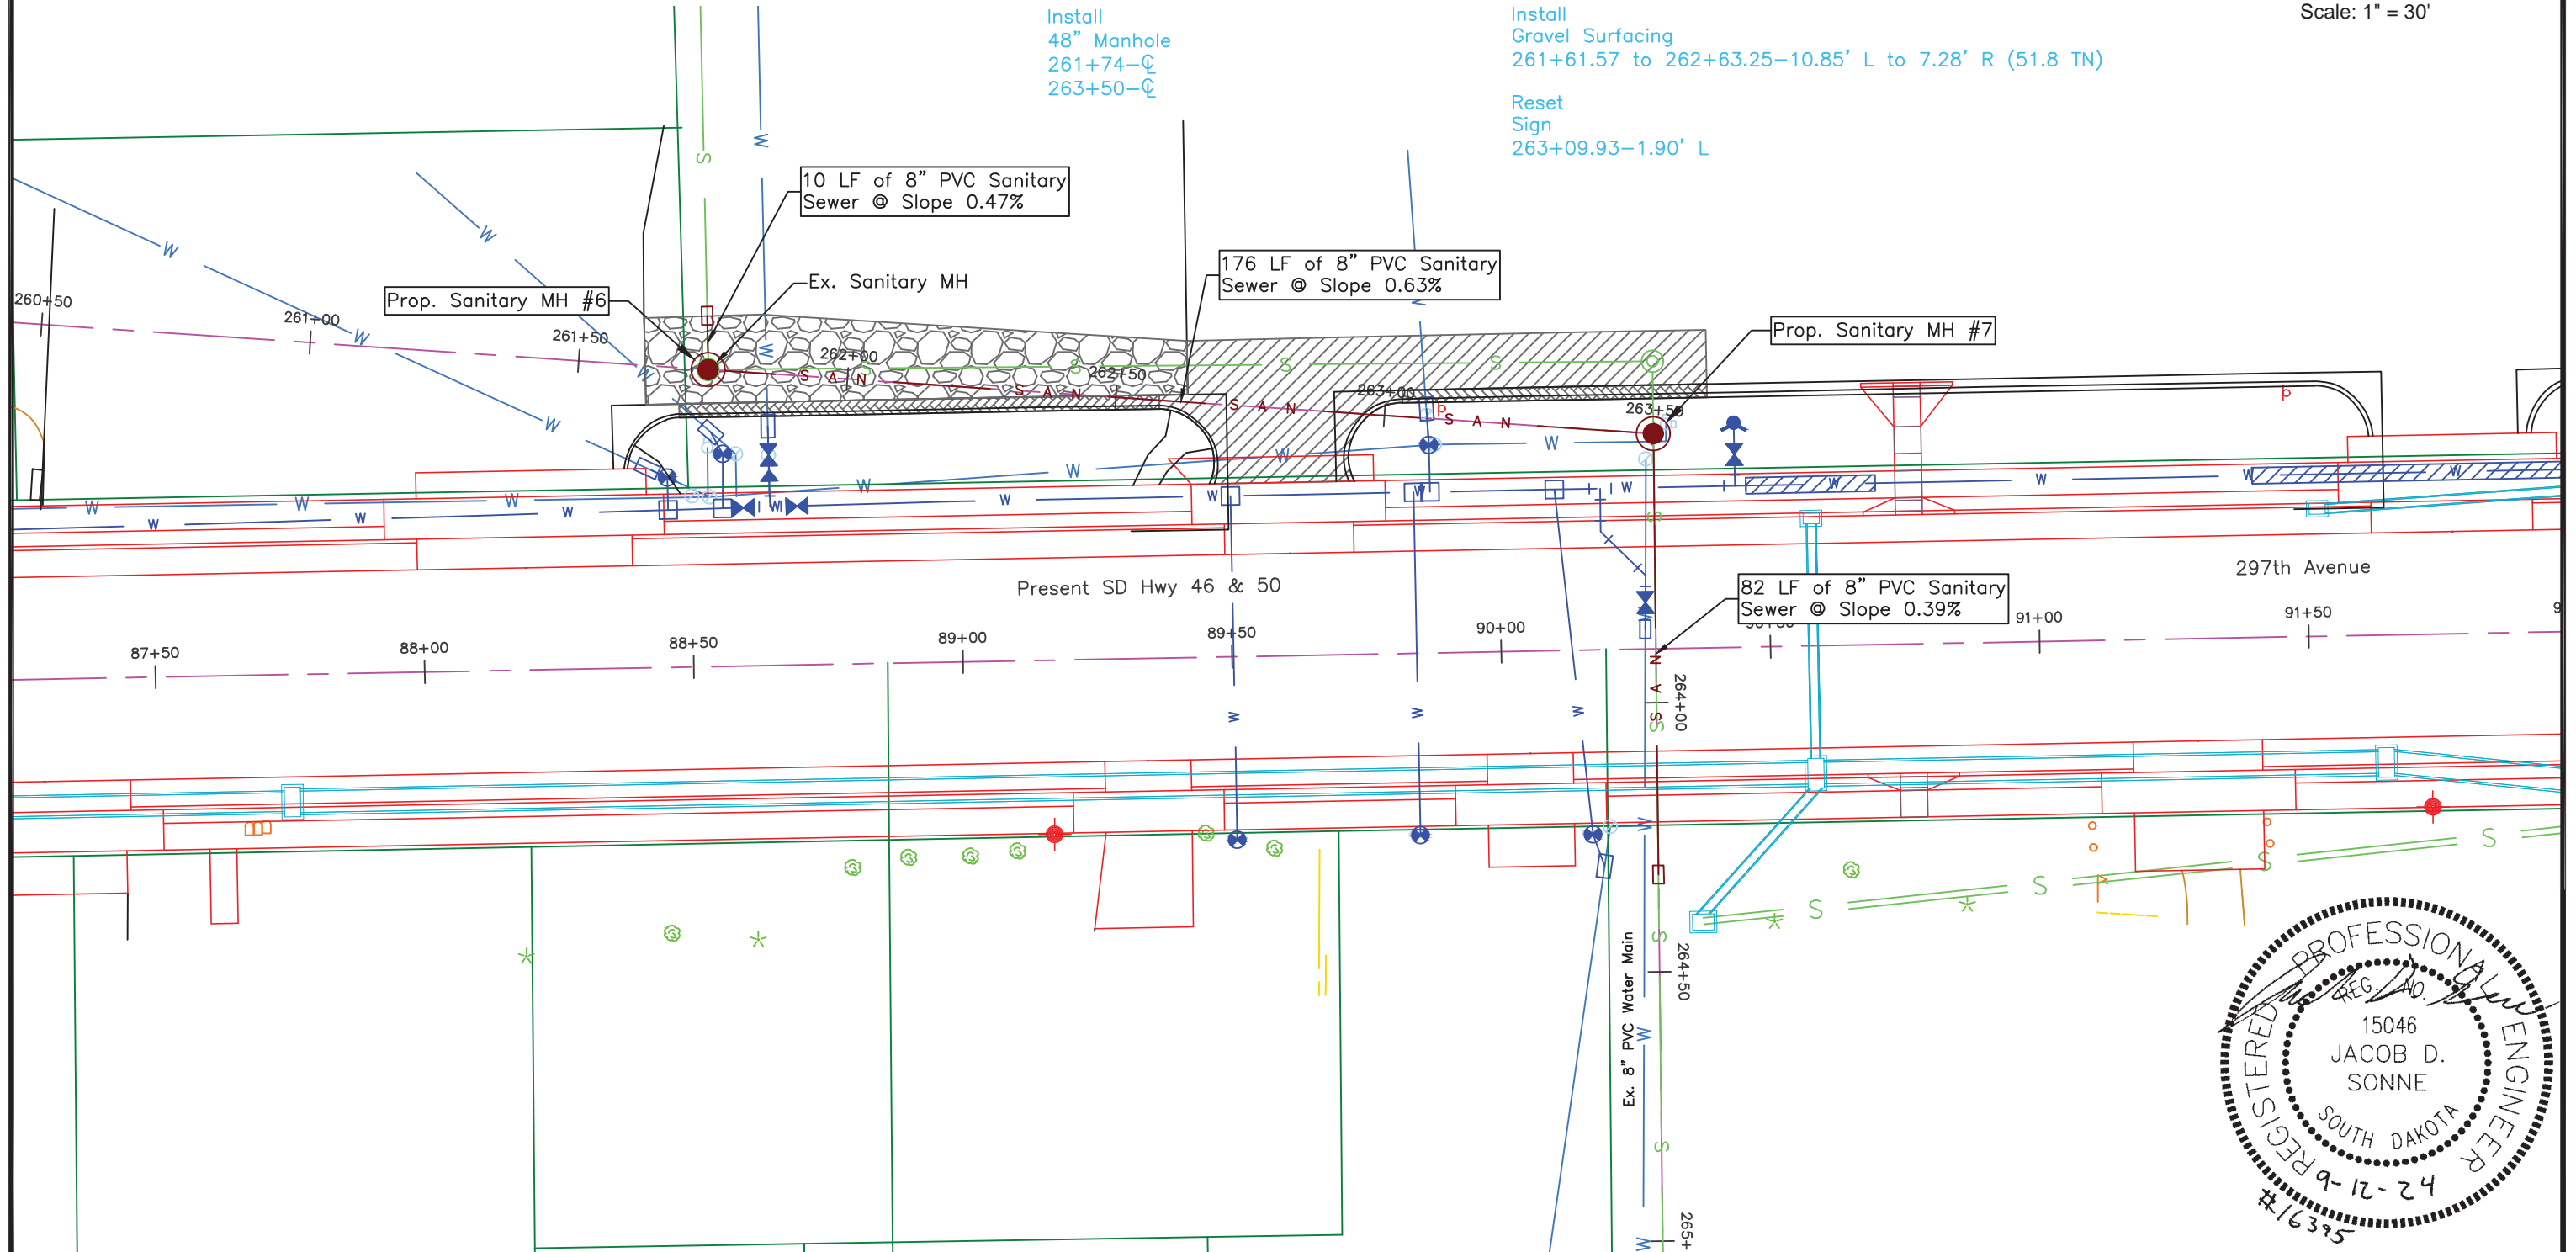 Install
48” Manhole
261+74-℄
263+50-℄
Install
Gravel Surfacing
261+61.57 to 262+63.25-10.85’ L to 7.28’ R (51.8 TN)
Reset
Sign
263+09.93-1.90’ L
Scale: 1" = 30'
10 LF of 8” PVC Sanitary
Sewer @ Slope 0.47%
Ex. Sanitary MH
Prop. Sanitary MH #6
176 LF of 8” PVC Sanitary
Sewer @ Slope 0.63%
Prop. Sanitary MH #7
260+50
261+00
261+50
262+00
262+50
263+00
263+50
S A N
S A N
S A N
S A N
Present SD Hwy 46 & 50
297th Avenue
82 LF of 8” PVC Sanitary
Sewer @ Slope 0.39%
87+50
88+00
88+50
89+00
89+50
90+00
91+00
91+50
S A N
264+00
264+50
265+
Ex. 8” PVC Water Main
REGISTERED PROFESSIONAL ENGINEER
REG. NO.
15046
JACOB D.
SONNE
SOUTH DAKOTA
9-12-24
#16395